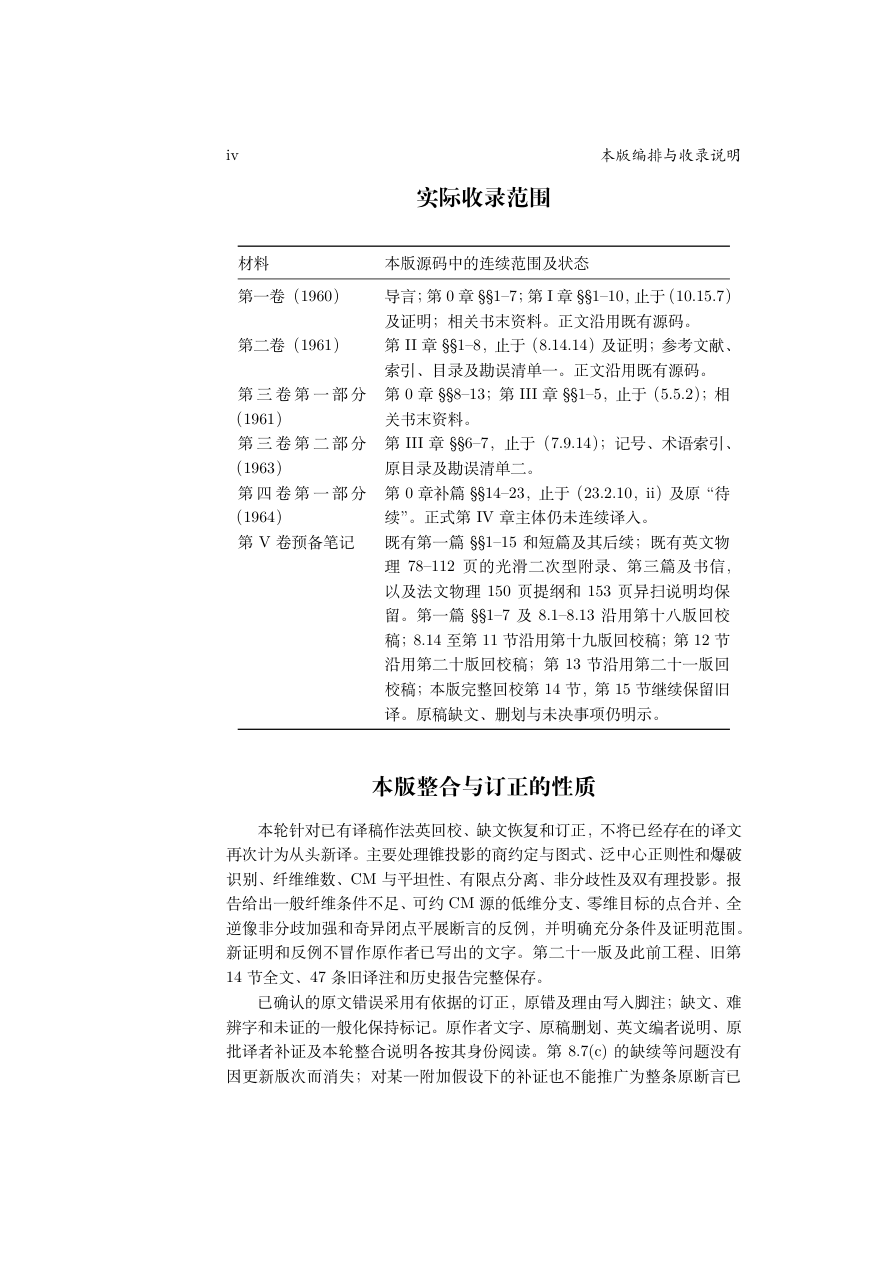 iv 本版编排与收录说明
实际收录范围
材料 本版源码中的连续范围及状态
第一卷（1960） 导言；第 0 章 §§1–7；第 I 章 §§1–10，止于 (10.15.7)
及证明；相关书末资料。正文沿用既有源码。
第二卷（1961） 第 II 章 §§1–8，止于（8.14.14）及证明；参考文献、
索引、目录及勘误清单一。正文沿用既有源码。
第三卷第一部分 第 0 章 §§8–13；第 III 章 §§1–5，止于（5.5.2）；相
（1961） 关书末资料。
第三卷第二部分 第 III 章 §§6–7，止于（7.9.14）；记号、术语索引、
（1963） 原目录及勘误清单二。
第四卷第一部分 第 0 章补篇 §§14–23，止于（23.2.10，ii）及原“待
（1964） 续”。正式第 IV 章主体仍未连续译入。
第 V 卷预备笔记 既有第一篇 §§1–15 和短篇及其后续；既有英文物
理 78–112 页的光滑二次型附录、第三篇及书信，
以及法文物理 150 页提纲和 153 页异扫说明均保
留。第一篇 §§1–7 及 8.1–8.13 沿用第十八版回校
稿；8.14 至第 11 节沿用第十九版回校稿；第 12 节
沿用第二十版回校稿；第 13 节沿用第二十一版回
校稿；本版完整回校第 14 节，第 15 节继续保留旧
译。原稿缺文、删划与未决事项仍明示。
本版整合与订正的性质
本轮针对已有译稿作法英回校、缺文恢复和订正，不将已经存在的译文
再次计为从头新译。主要处理锥投影的商约定与图式、泛中心正则性和爆破
识别、纤维维数、CM 与平坦性、有限点分离、非分歧性及双有理投影。报
告给出一般纤维条件不足、可约 CM 源的低维分支、零维目标的点合并、全
逆像非分歧加强和奇异闭点平展断言的反例，并明确充分条件及证明范围。
新证明和反例不冒作原作者已写出的文字。第二十一版及此前工程、旧第
14 节全文、47 条旧译注和历史报告完整保存。
已确认的原文错误采用有依据的订正，原错及理由写入脚注；缺文、难
辨字和未证的一般化保持标记。原作者文字、原稿删划、英文编者说明、原
批译者补证及本轮整合说明各按其身份阅读。第 8.7(c) 的缺续等问题没有
因更新版次而消失；对某一附加假设下的补证也不能推广为整条原断言已